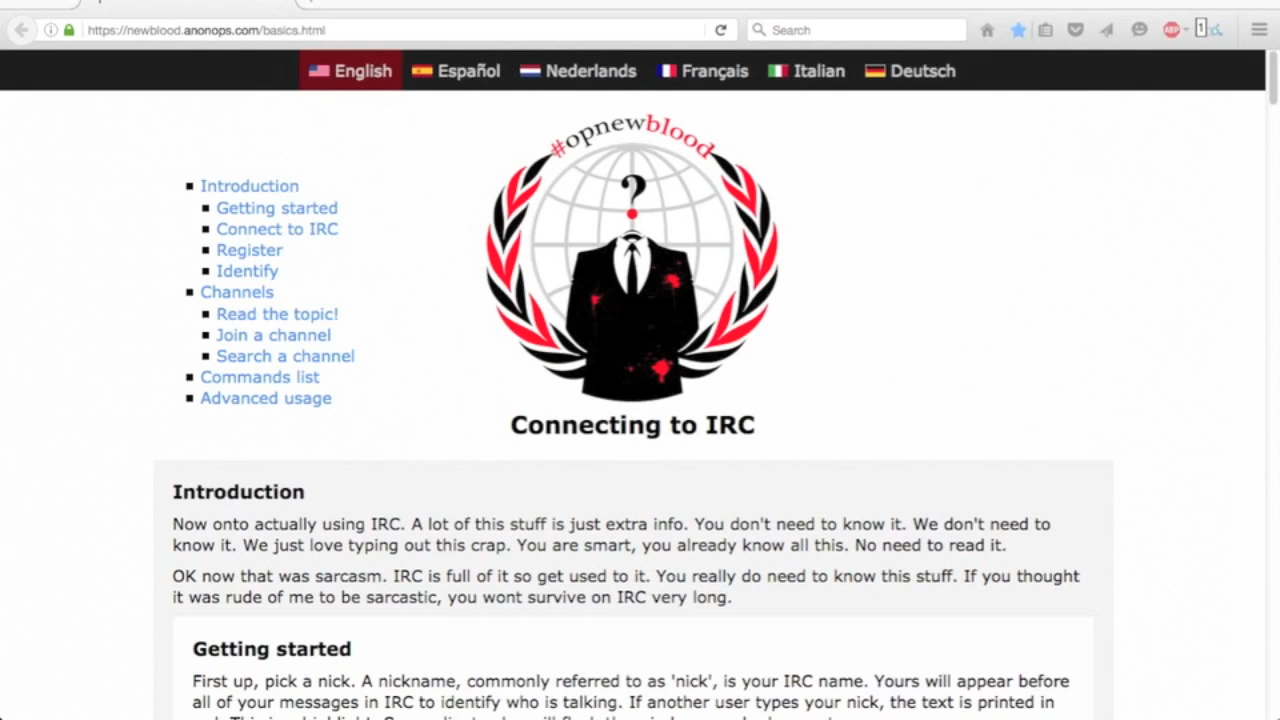 https://newblood.anonops.com/basics.html
Search
ABP
1
English Español Nederlands Français Italian Deutsch
#opnewblood
?
Introduction
Getting started
Connect to IRC
Register
Identify
Channels
Read the topic!
Join a channel
Search a channel
Commands list
Advanced usage
Connecting to IRC
Introduction
Now onto actually using IRC. A lot of this stuff is just extra info. You don't need to know it. We don't need to
know it. We just love typing out this crap. You are smart, you already know all this. No need to read it.
OK now that was sarcasm. IRC is full of it so get used to it. You really do need to know this stuff. If you thought
it was rude of me to be sarcastic, you wont survive on IRC very long.
Getting started
First up, pick a nick. A nickname, commonly referred to as 'nick', is your IRC name. Yours will appear before
all of your messages in IRC to identify who is talking. If another user types your nick, the text is printed in